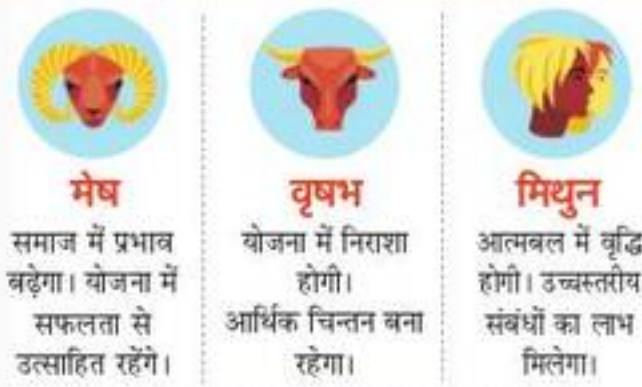 मेष
समाज में प्रभाव
बढ़ेगा। योजना में
सफलता से
उत्साहित रहेंगे।
वृषभ
योजना में निराशा
होगी।
आर्थिक चिन्तन बना
रहेगा।
मिथुन
आत्मबल में वृद्धि
होगी। उच्चस्तरीय
संबंधों का लाभ
मिलेगा।